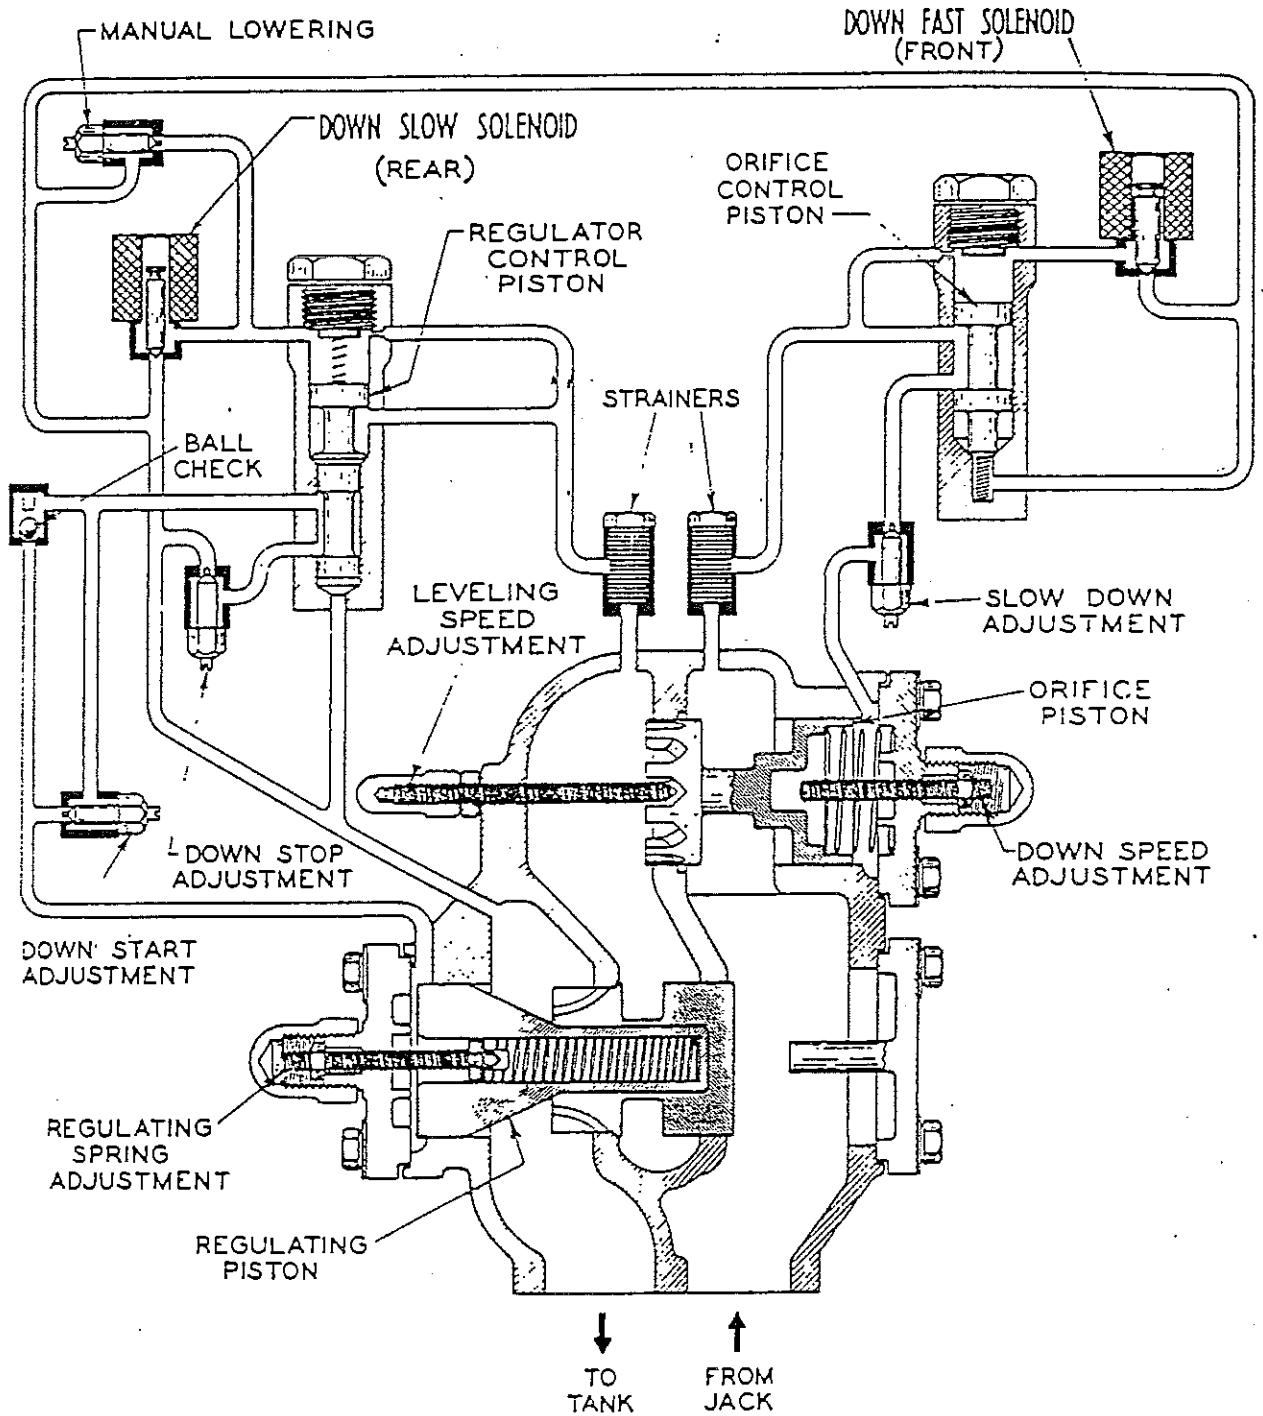 MANUAL LOWERING
DOWN FAST SOLENOID
(FRONT)
DOWN SLOW SOLENOID
(REAR)
ORIFICE
CONTROL
PISTON
REGULATOR
CONTROL
PISTON
STRAINERS
BALL
CHECK
LEVELING
SPEED
ADJUSTMENT
SLOW DOWN
ADJUSTMENT
ORIFICE
PISTON
DOWN STOP
ADJUSTMENT
DOWN SPEED
ADJUSTMENT
DOWN START
ADJUSTMENT
REGULATING
SPRING
ADJUSTMENT
REGULATING
PISTON
TO
TANK
FROM
JACK